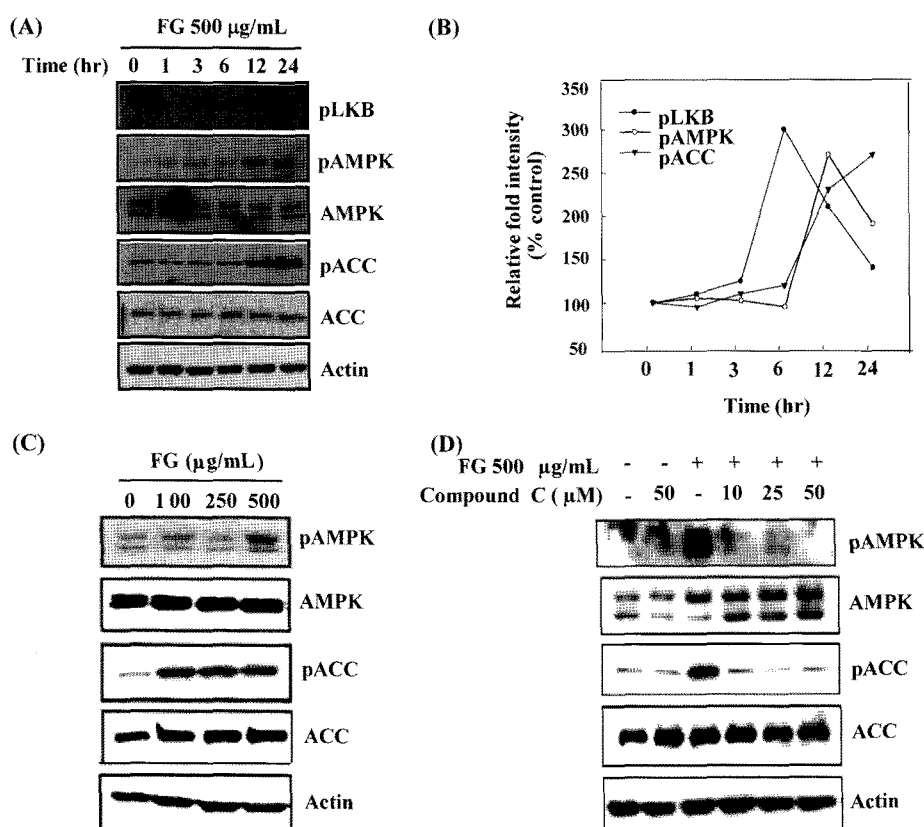 (A)
FG 500 µg/mL
Time (hr) 0 1 3 6 12 24
pLKB
pAMPK
AMPK
pACC
ACC
Actin
(B)
Relative fold intensity
(% control)
350
300
250
200
150
100
50
pLKB
pAMPK
pACC
0 1 3 6 12 24
Time (hr)
(C)
FG (µg/mL)
0 100 250 500
pAMPK
AMPK
pACC
ACC
Actin
(D)
FG 500 µg/mL - - + + + +
Compound C ( µM) - 50 - 10 25 50
pAMPK
AMPK
pACC
ACC
Actin